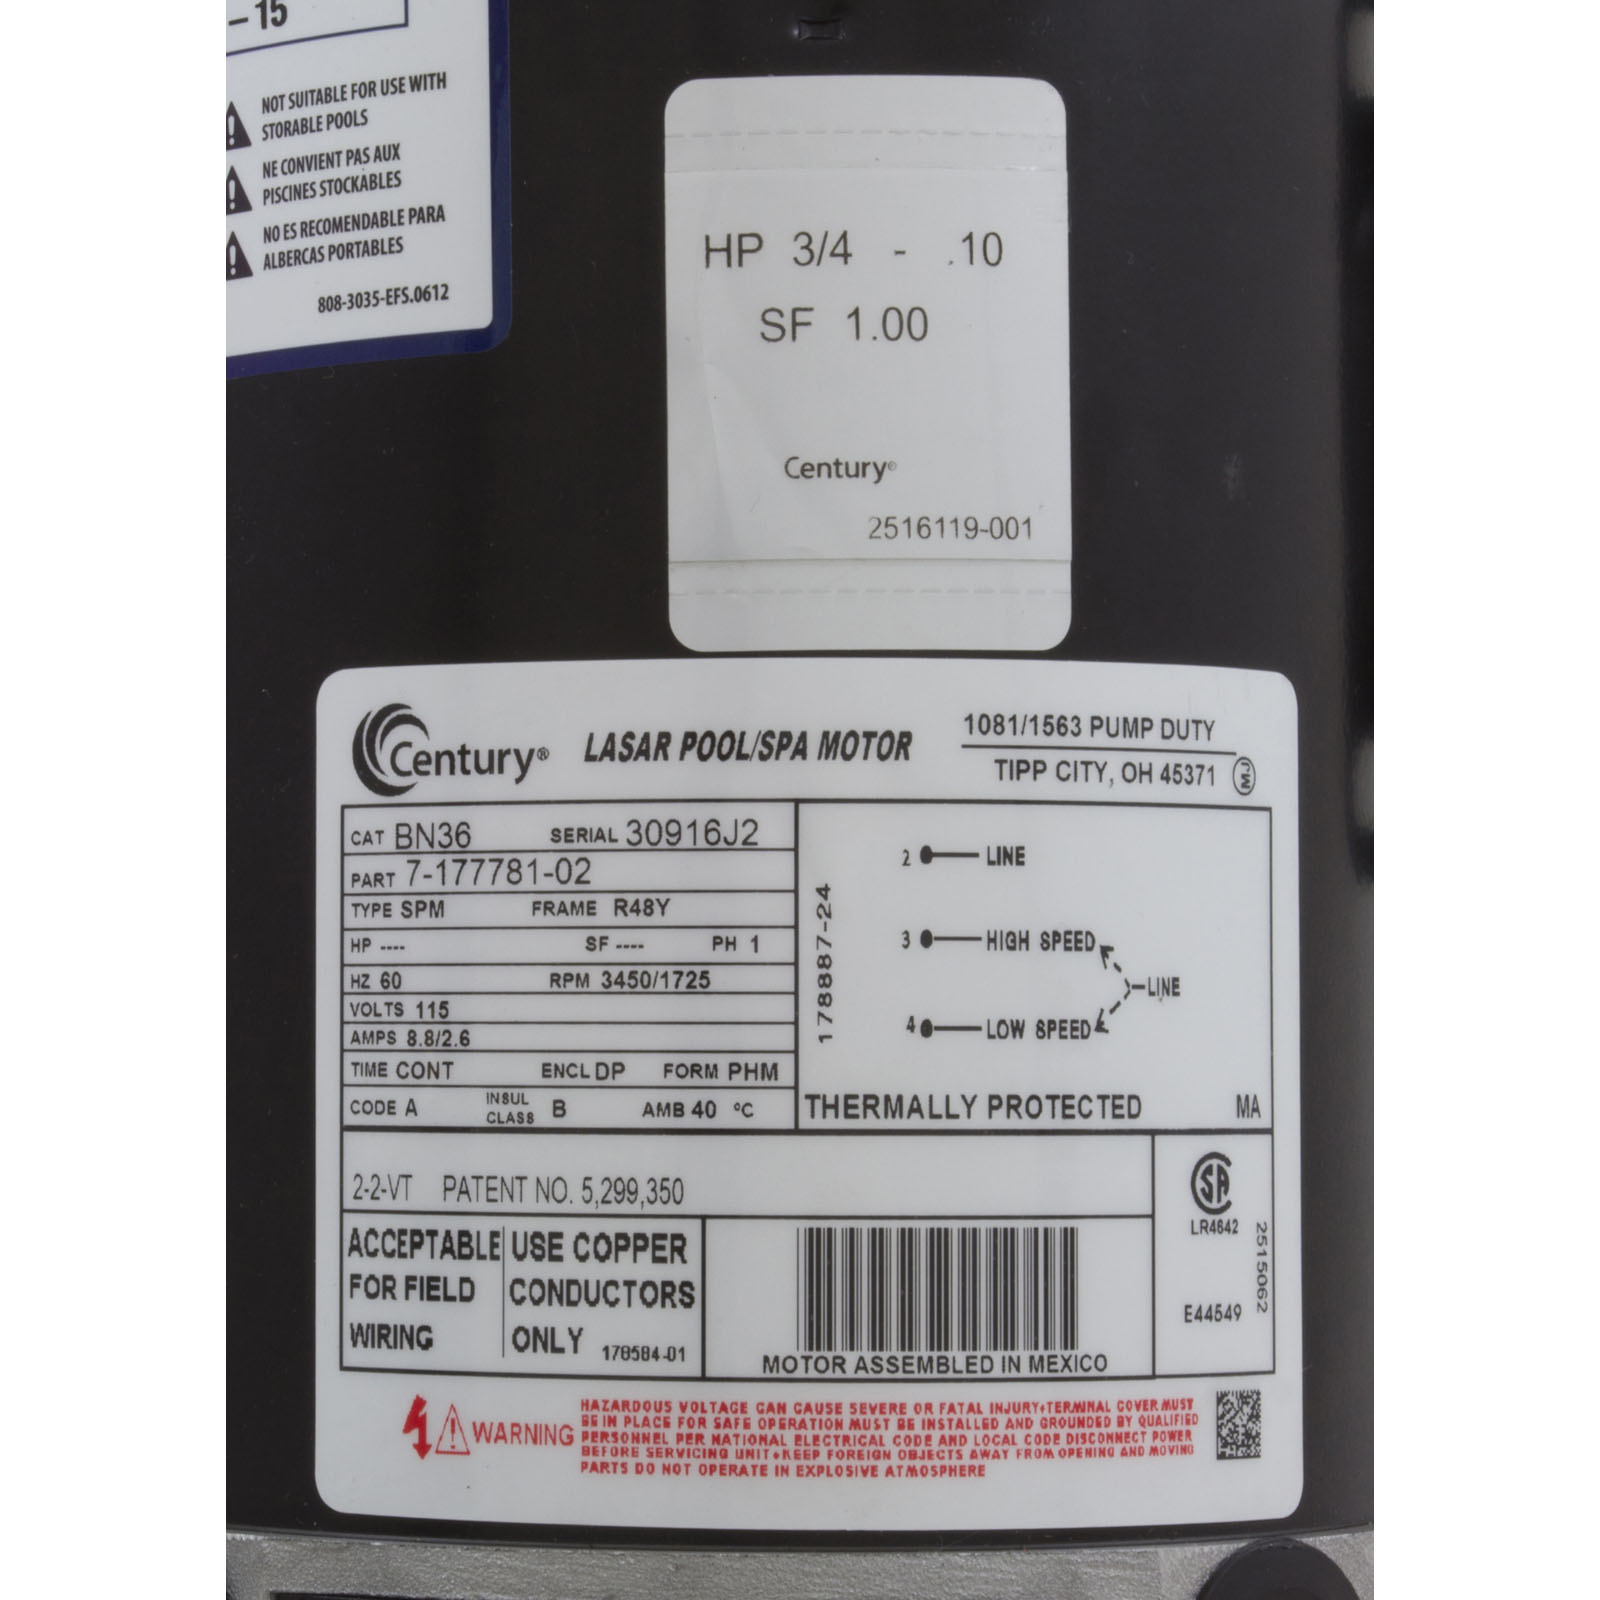 – 15
NOT SUITABLE FOR USE WITH
STORABLE POOLS
NE CONVIENT PAS AUX
PISCINES STOCKABLES
NO ES RECOMENDABLE PARA
ALBERCAS PORTABLES
808-3035-EFS.0612
HP 3/4 - .10
SF 1.00
Century®
2516119-001
Century® LASAR POOL/SPA MOTOR
1081/1563 PUMP DUTY
TIPP CITY, OH 45371 MJ
CAT BN36 SERIAL 30916J2
PART 7-177781-02
TYPE SPM FRAME R48Y
HP ---- SF ---- PH 1
HZ 60 RPM 3450/1725
VOLTS 115
AMPS 8.8/2.6
TIME CONT ENCL DP FORM PHM
CODE A INSUL CLASS B AMB 40 °C
178887-24
2 LINE
3 HIGH SPEED
LINE
4 LOW SPEED
THERMALLY PROTECTED MA
2-2-VT PATENT NO. 5,299,350
ACCEPTABLE
FOR FIELD
WIRING
USE COPPER
CONDUCTORS
ONLY 178584-01
MOTOR ASSEMBLED IN MEXICO
SA
LR4642
E44549
2515062
WARNING
HAZARDOUS VOLTAGE CAN CAUSE SEVERE OR FATAL INJURY•TERMINAL COVER MUST
BE IN PLACE FOR SAFE OPERATION MUST BE INSTALLED AND GROUNDED BY QUALIFIED
PERSONNEL PER NATIONAL ELECTRICAL CODE AND LOCAL CODE DISCONNECT POWER
BEFORE SERVICING UNIT•KEEP FOREIGN OBJECTS AWAY FROM OPENING AND MOVING
PARTS DO NOT OPERATE IN EXPLOSIVE ATMOSPHERE